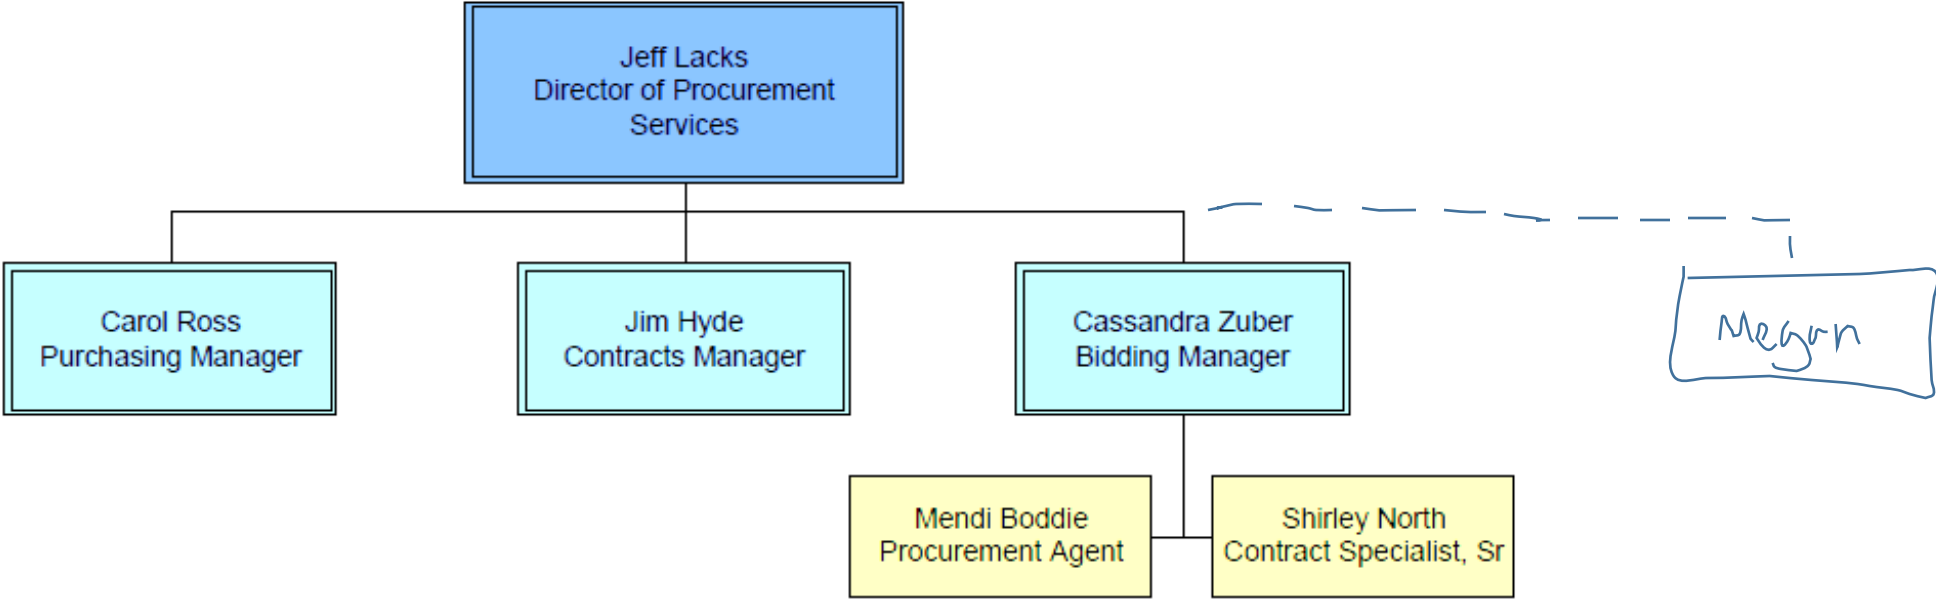 Jeff Lacks
Director of Procurement
Services
Carol Ross
Purchasing Manager
Jim Hyde
Contracts Manager
Cassandra Zuber
Bidding Manager
Megan
Mendi Boddie
Procurement Agent
Shirley North
Contract Specialist, Sr